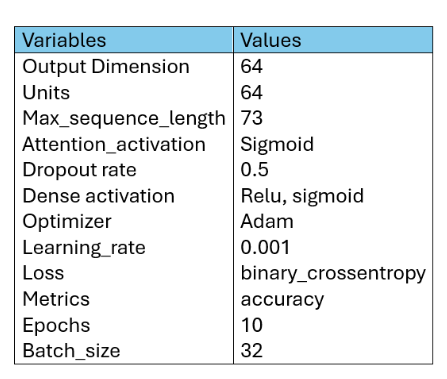 Variables Values
Output Dimension 64
Units 64
Max_sequence_length 73
Attention_activation Sigmoid
Dropout rate 0.5
Dense activation Relu, sigmoid
Optimizer Adam
Learning_rate 0.001
Loss binary_crossentropy
Metrics accuracy
Epochs 10
Batch_size 32